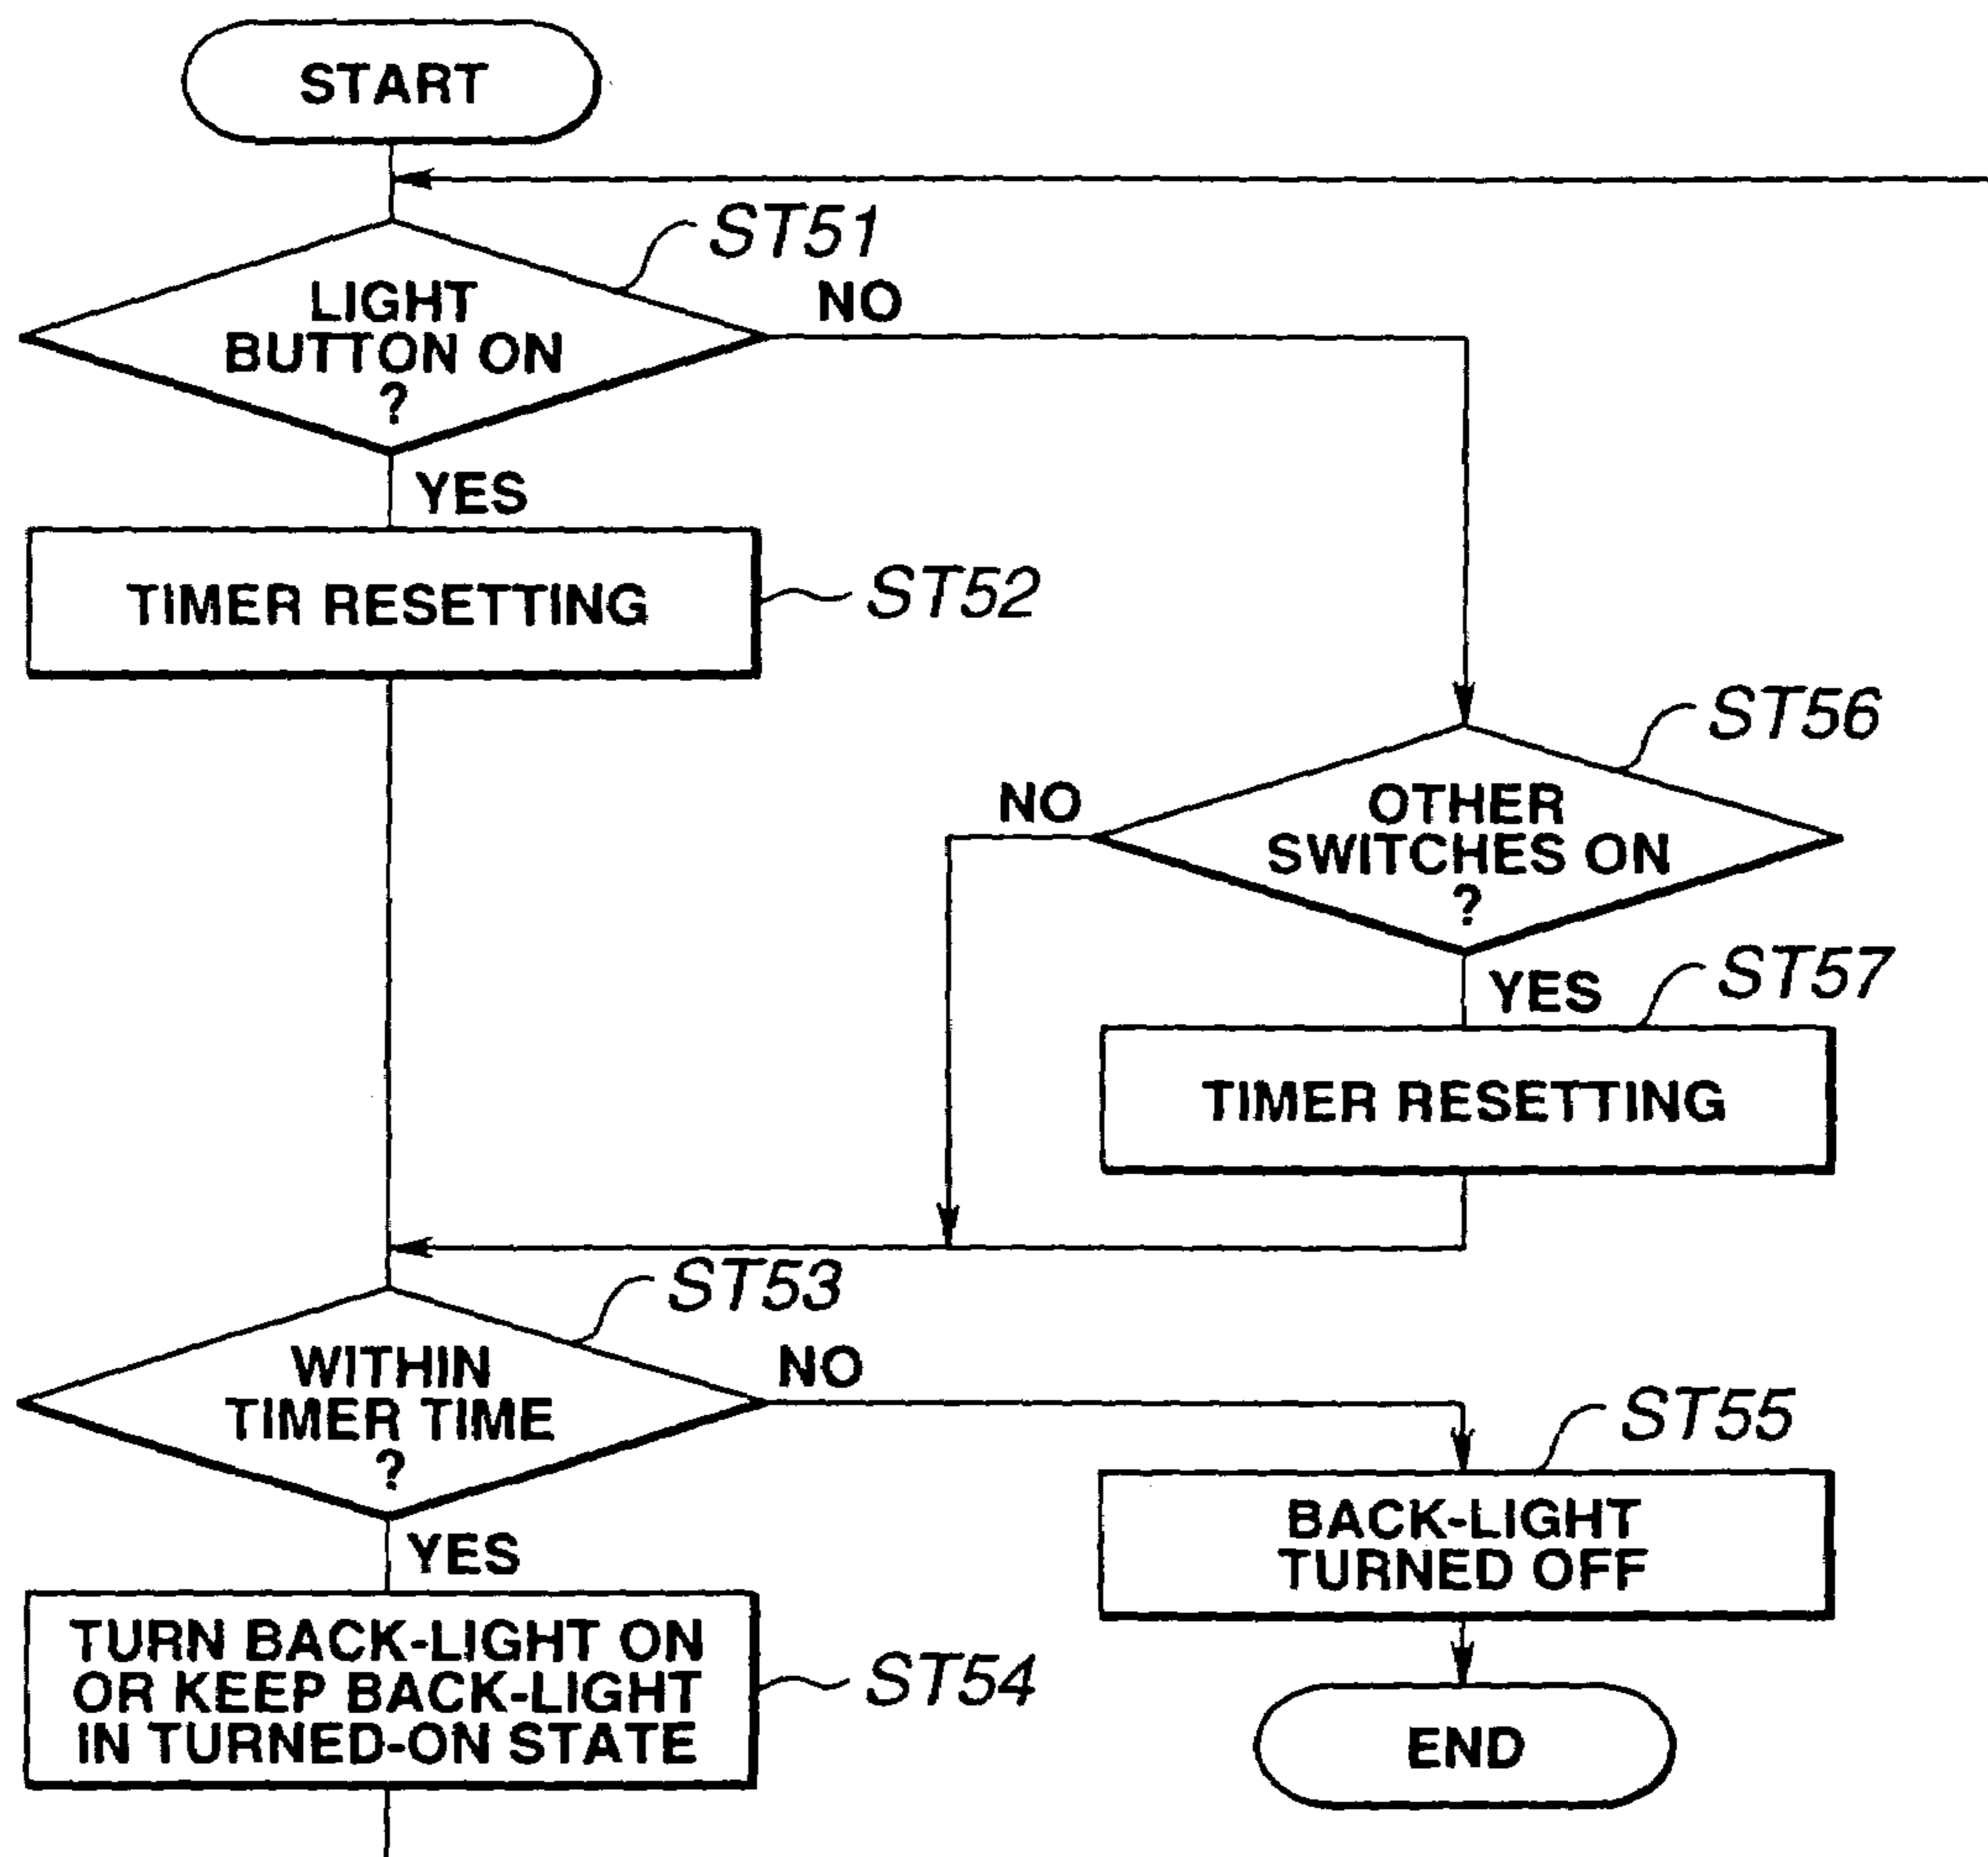 START
ST51
LIGHT
BUTTON ON
?
NO
YES
TIMER RESETTING
ST52
ST56
OTHER
SWITCHES ON
?
NO
YES
ST57
TIMER RESETTING
ST53
WITHIN
TIMER TIME
?
NO
YES
ST55
BACK-LIGHT
TURNED OFF
TURN BACK-LIGHT ON
OR KEEP BACK-LIGHT
IN TURNED-ON STATE
ST54
END